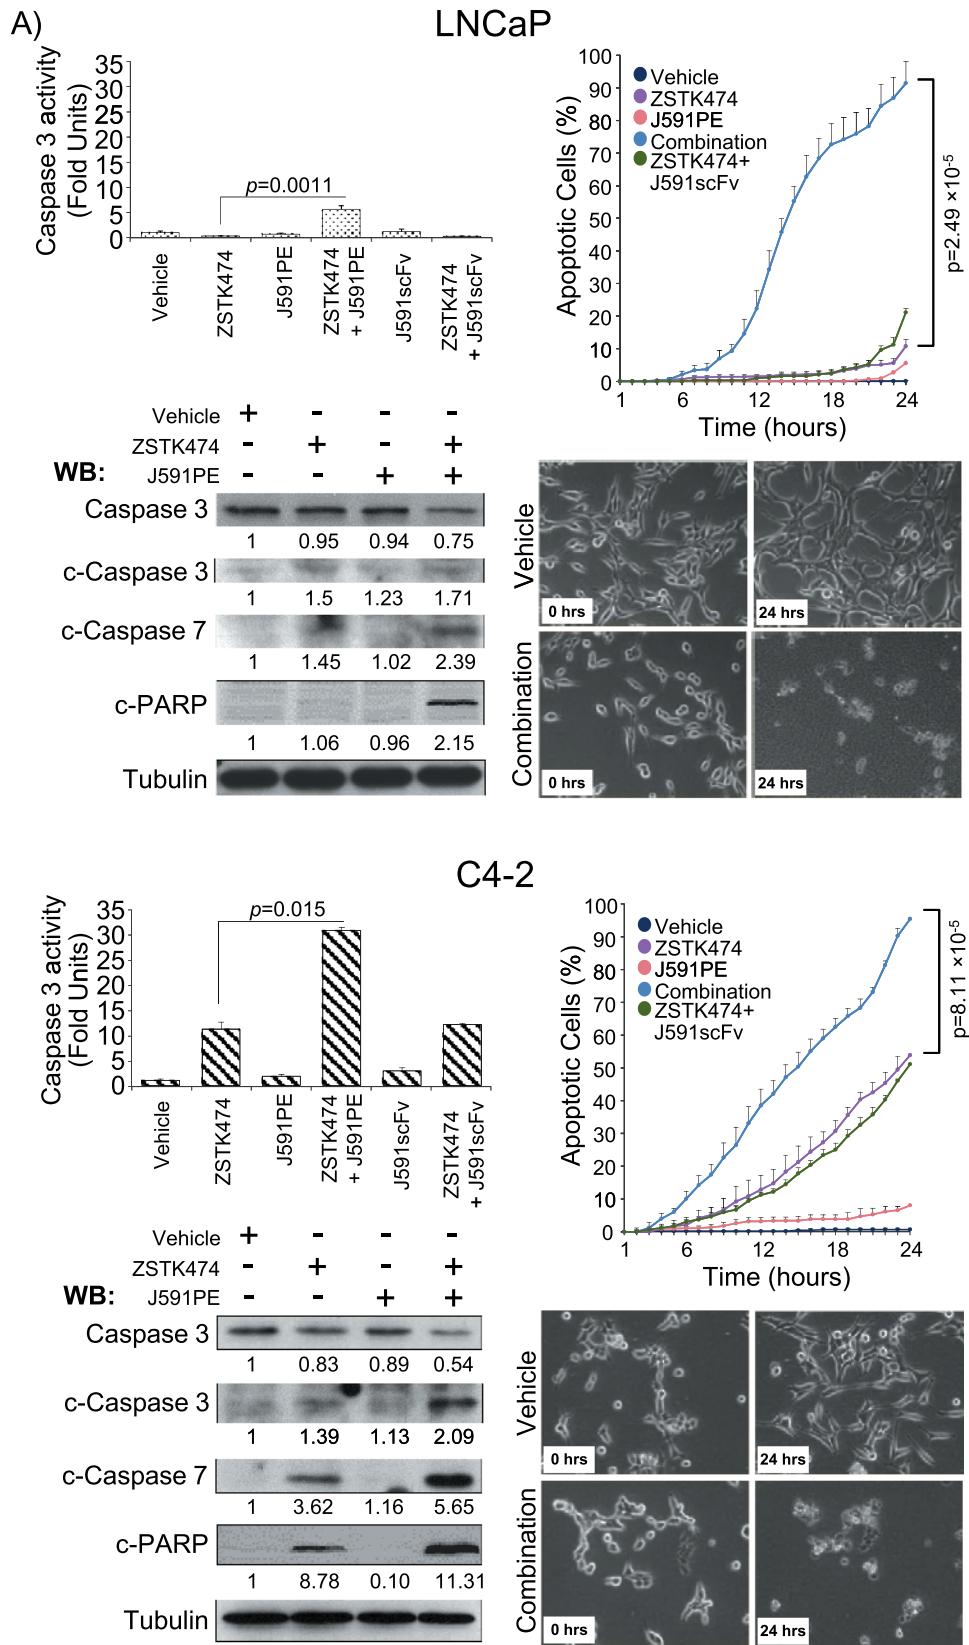 A)
LNCaP
Caspase 3 activity
(Fold Units)
35
30
25
20
15
10
5
0
p=0.0011
Vehicle
ZSTK474
J591PE
ZSTK474
+ J591PE
J591scFv
ZSTK474
+ J591scFv
Apoptotic Cells (%)
100
90
80
70
60
50
40
30
20
10
0
Vehicle
ZSTK474
J591PE
Combination
ZSTK474+
J591scFv
p=2.49 ×10-5
1 6 12 18 24
Time (hours)
Vehicle + - - -
ZSTK474 - + - +
WB: J591PE - - + +
Caspase 3
1 0.95 0.94 0.75
c-Caspase 3
1 1.5 1.23 1.71
c-Caspase 7
1 1.45 1.02 2.39
c-PARP
1 1.06 0.96 2.15
Tubulin
Vehicle
0 hrs
24 hrs
Combination
0 hrs
24 hrs
C4-2
Caspase 3 activity
(Fold Units)
35
30
25
20
15
10
5
0
p=0.015
Vehicle
ZSTK474
J591PE
ZSTK474
+ J591PE
J591scFv
ZSTK474
+ J591scFv
Apoptotic Cells (%)
100
90
80
70
60
50
40
30
20
10
0
Vehicle
ZSTK474
J591PE
Combination
ZSTK474+
J591scFv
p=8.11 ×10-5
1 6 12 18 24
Time (hours)
Vehicle + - - -
ZSTK474 - + - +
WB: J591PE - - + +
Caspase 3
1 0.83 0.89 0.54
c-Caspase 3
1 1.39 1.13 2.09
c-Caspase 7
1 3.62 1.16 5.65
c-PARP
1 8.78 0.10 11.31
Tubulin
Vehicle
0 hrs
24 hrs
Combination
0 hrs
24 hrs